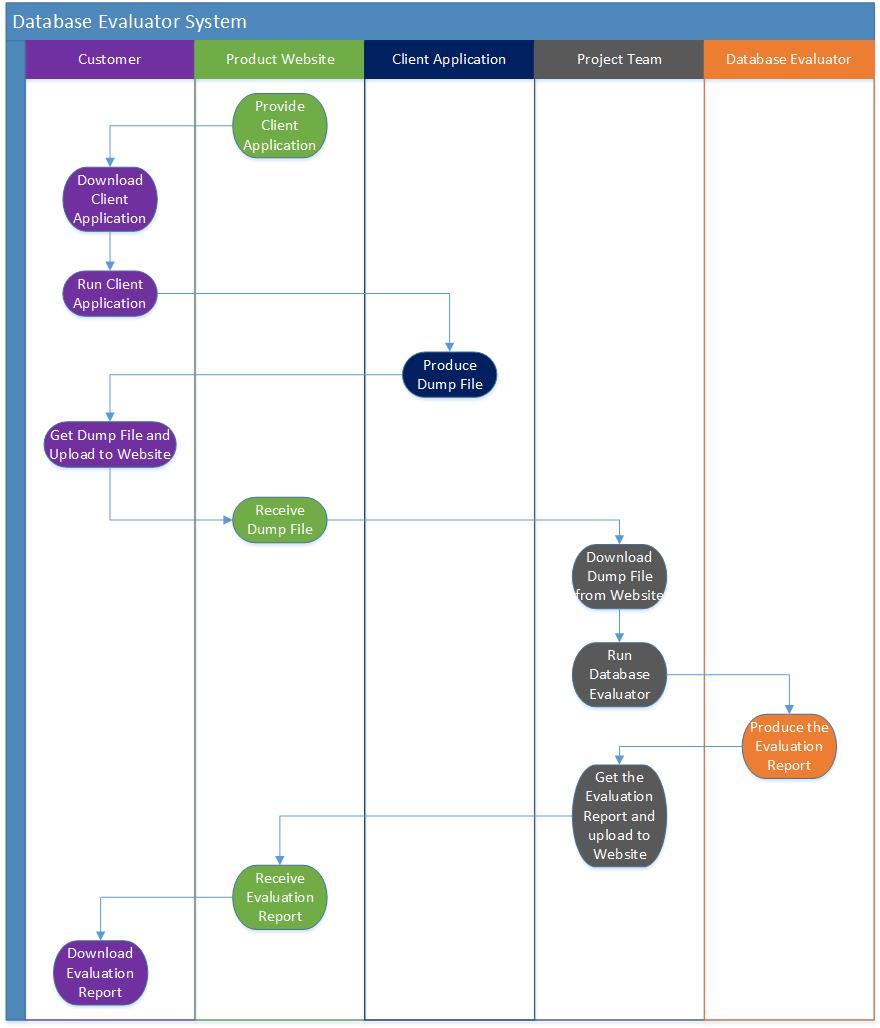 Database Evaluator System
Customer
Product Website
Client Application
Project Team
Database Evaluator
Provide
Client
Application
Download
Client
Application
Run Client
Application
Produce
Dump File
Get Dump File and
Upload to Website
Receive
Dump File
Download
Dump File
from Website
Run
Database
Evaluator
Produce the
Evaluation
Report
Get the
Evaluation
Report and
upload to
Website
Receive
Evaluation
Report
Download
Evaluation
Report